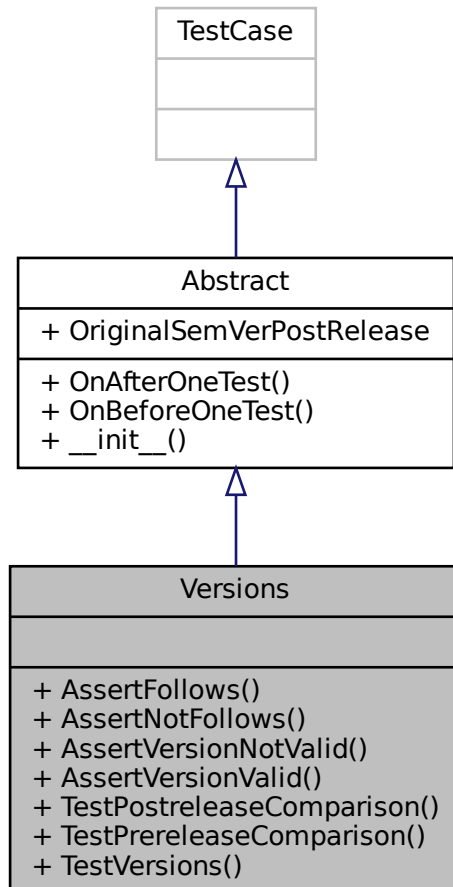 TestCase
Abstract
+ OriginalSemVerPostRelease
+ OnAfterOneTest()
+ OnBeforeOneTest()
+ __init__()
Versions
+ AssertFollows()
+ AssertNotFollows()
+ AssertVersionNotValid()
+ AssertVersionValid()
+ TestPostreleaseComparison()
+ TestPrereleaseComparison()
+ TestVersions()